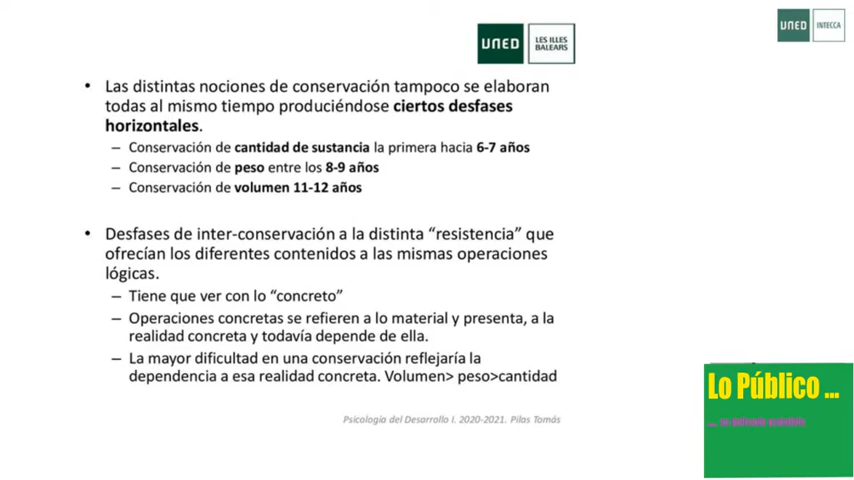 UNED
LES ILLES
BALEARS
UNED
INTECCA
• Las distintas nociones de conservación tampoco se elaboran
todas al mismo tiempo produciéndose ciertos desfases
horizontales.
– Conservación de cantidad de sustancia la primera hacia 6-7 años
– Conservación de peso entre los 8-9 años
– Conservación de volumen 11-12 años
• Desfases de inter-conservación a la distinta “resistencia” que
ofrecían los diferentes contenidos a las mismas operaciones
lógicas.
– Tiene que ver con lo “concreto”
– Operaciones concretas se refieren a lo material y presenta, a la
realidad concreta y todavía depende de ella.
– La mayor dificultad en una conservación reflejaría la
dependencia a esa realidad concreta. Volumen> peso>cantidad
Psicología del Desarrollo I. 2020-2021. Pilas Tomás
Lo Público ...